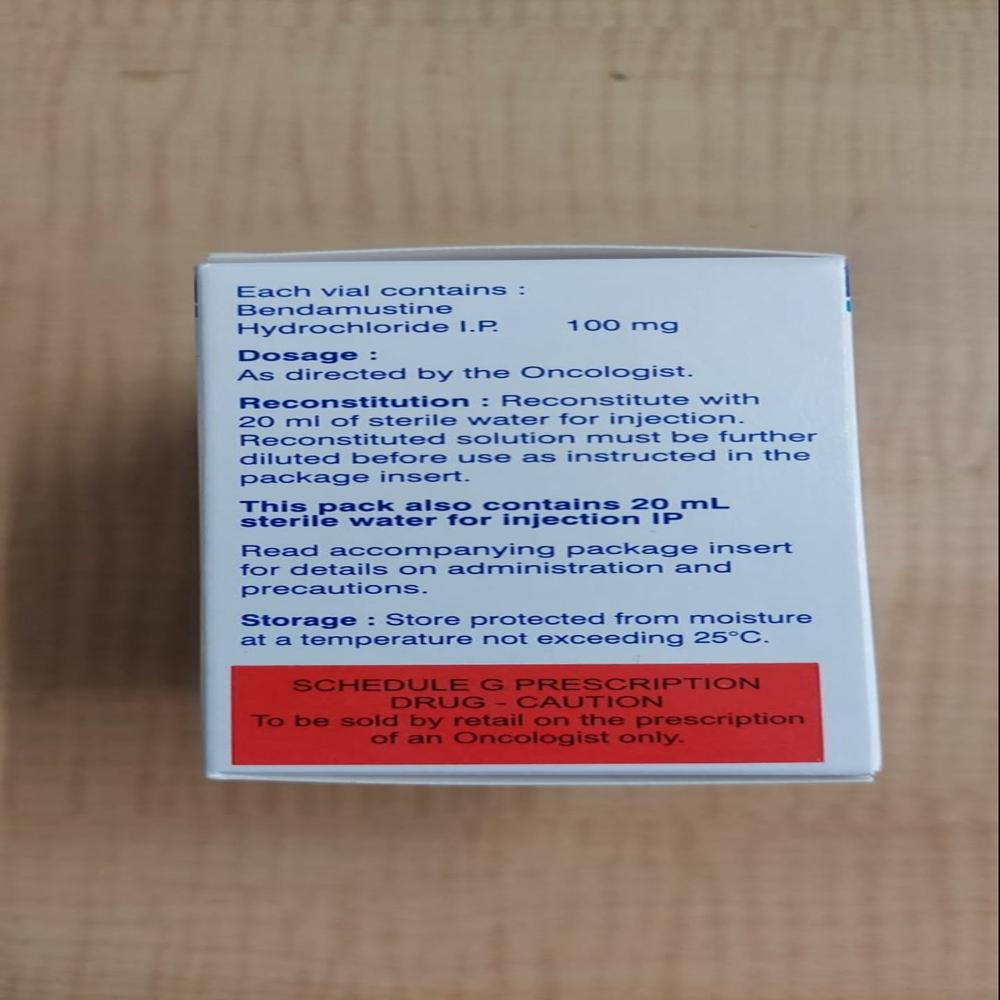 Each vial contains :
Bendamustine
Hydrochloride I.P. 100 mg
Dosage :
As directed by the Oncologist.
Reconstitution : Reconstitute with
20 ml of sterile water for injection.
Reconstituted solution must be further
diluted before use as instructed in the
package insert.
This pack also contains 20 mL
sterile water for injection IP
Read accompanying package insert
for details on administration and
precautions.
Storage : Store protected from moisture
at a temperature not exceeding 25°C.
SCHEDULE G PRESCRIPTION
DRUG - CAUTION
To be sold by retail on the prescription
of an Oncologist only.